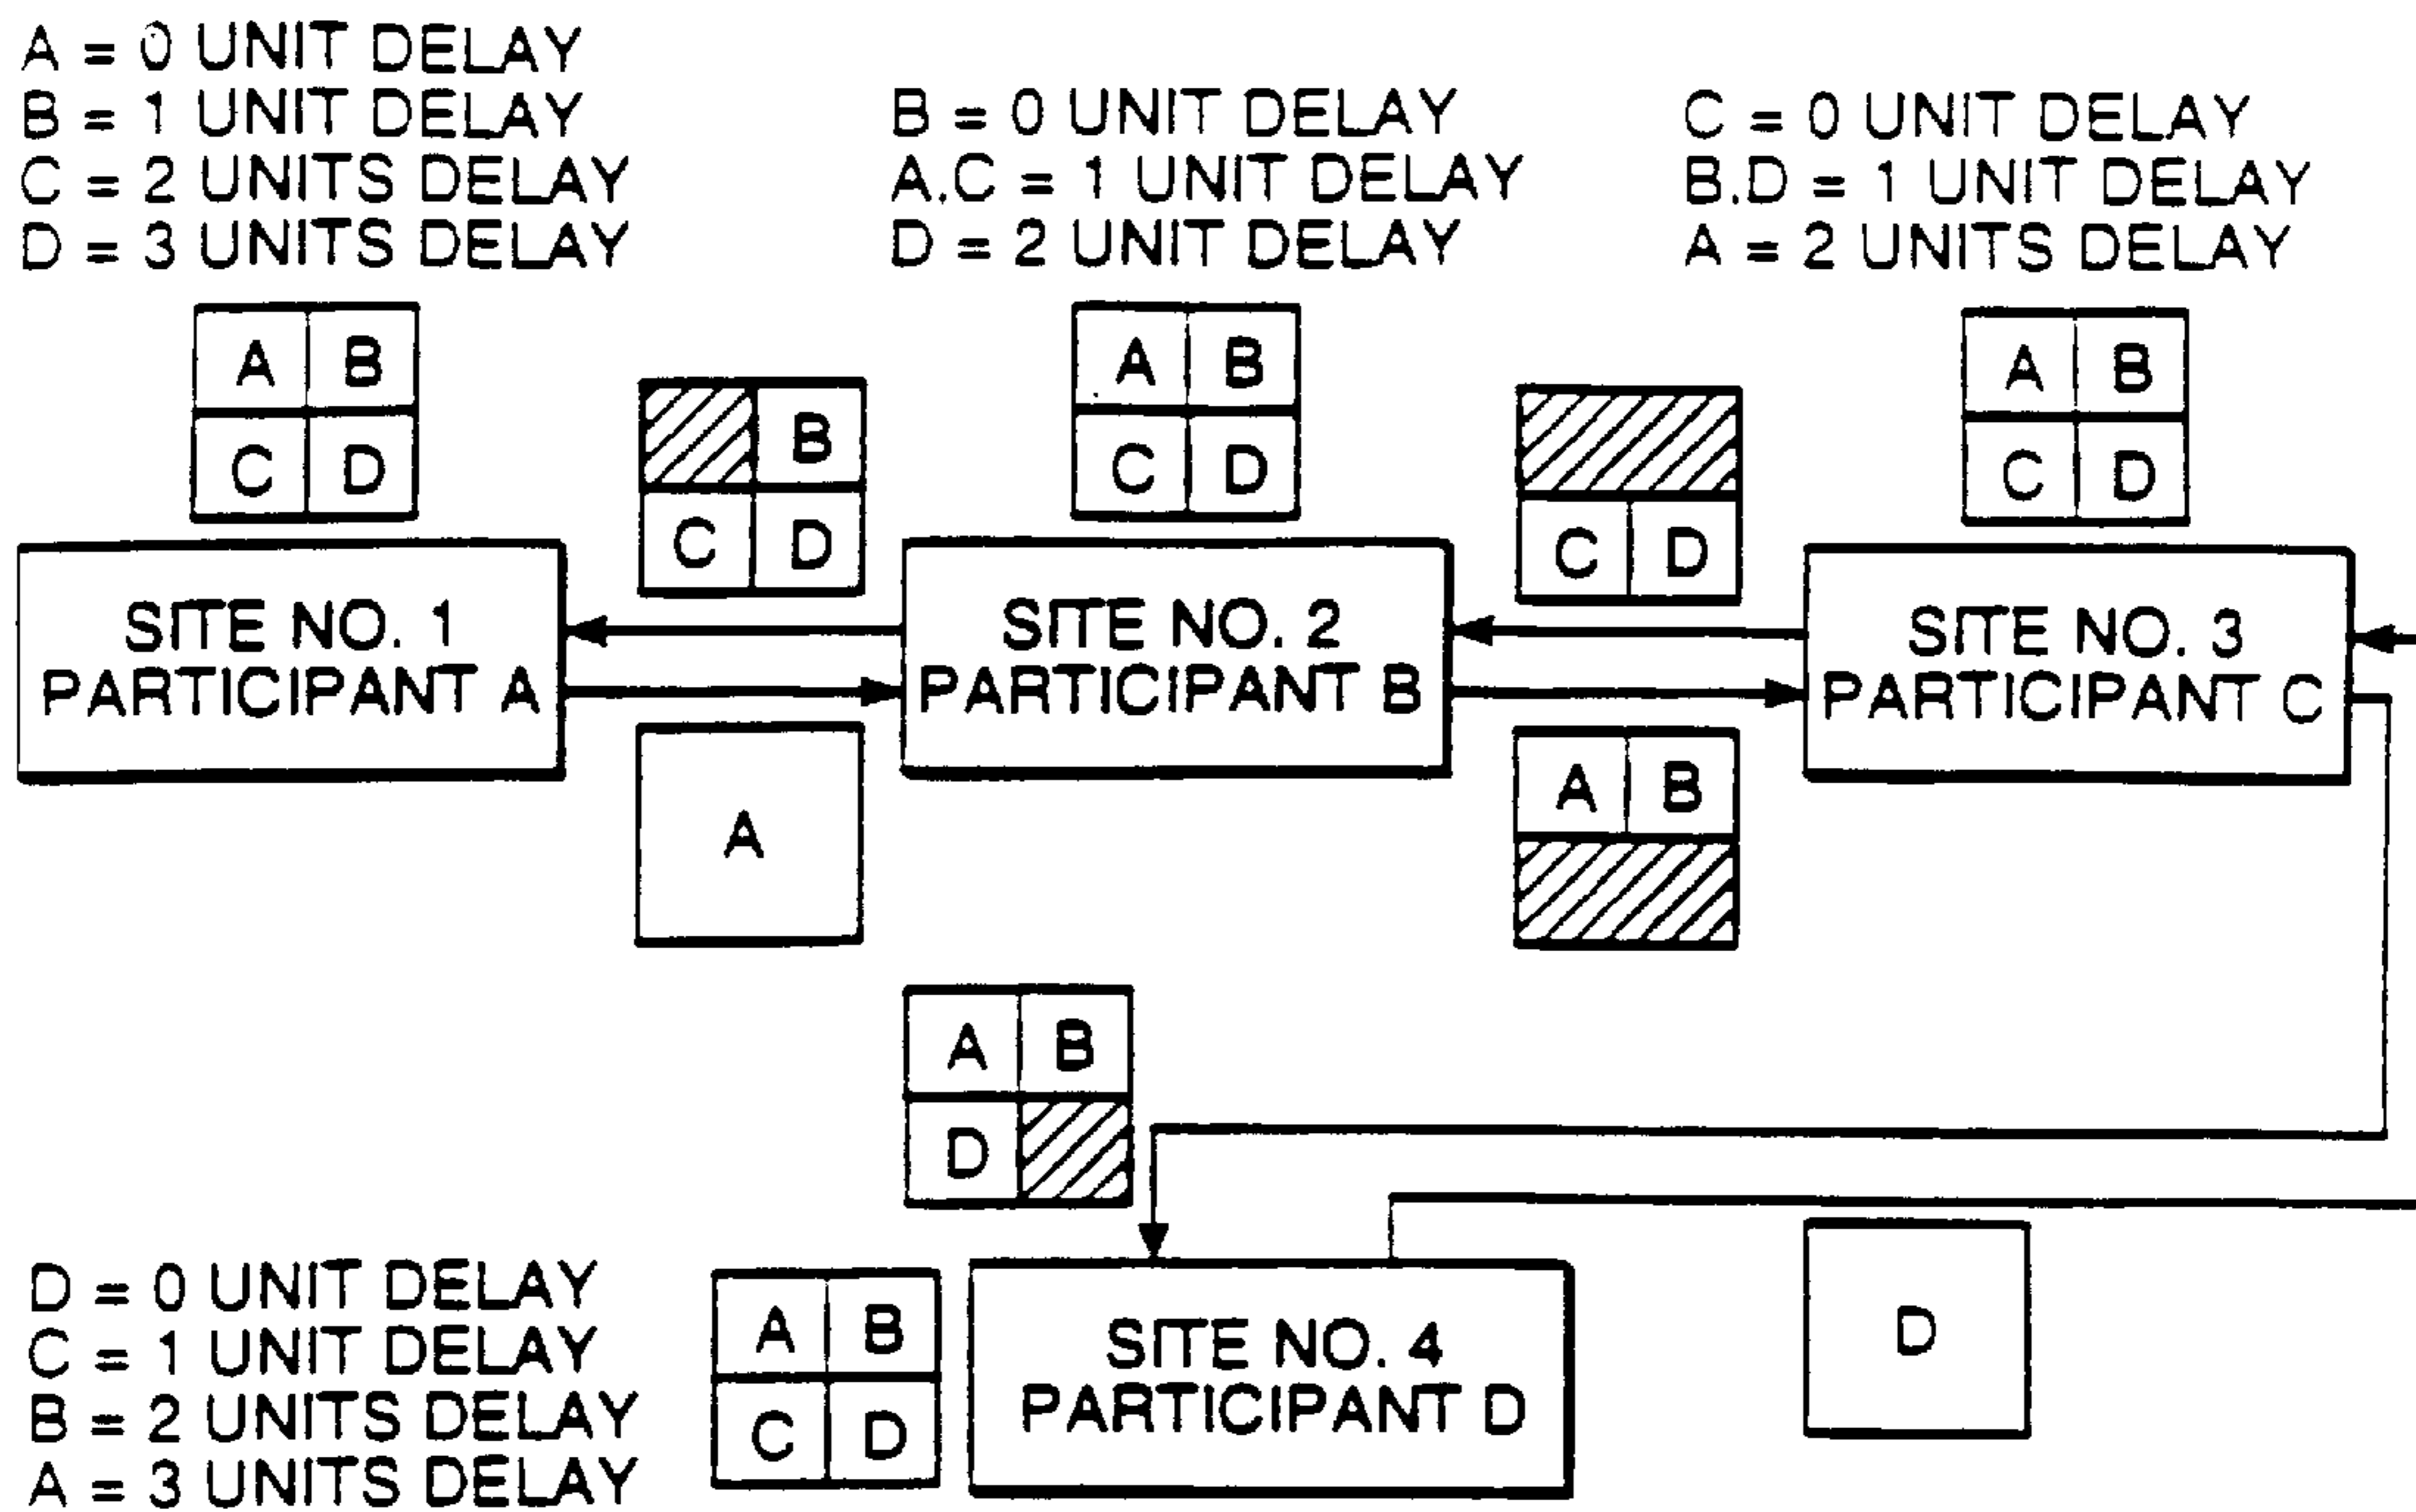 A = 0 UNIT DELAY
B = 1 UNIT DELAY
C = 2 UNITS DELAY
D = 3 UNITS DELAY
B = 0 UNIT DELAY
A.C = 1 UNIT DELAY
D = 2 UNIT DELAY
C = 0 UNIT DELAY
B.D = 1 UNIT DELAY
A = 2 UNITS DELAY
A B
C D
B
C D
A B
C D
C D
A B
C D
SITE NO. 1
PARTICIPANT A
SITE NO. 2
PARTICIPANT B
SITE NO. 3
PARTICIPANT C
A
A B
A B
D
D = 0 UNIT DELAY
C = 1 UNIT DELAY
B = 2 UNITS DELAY
A = 3 UNITS DELAY
A B
C D
SITE NO. 4
PARTICIPANT D
D